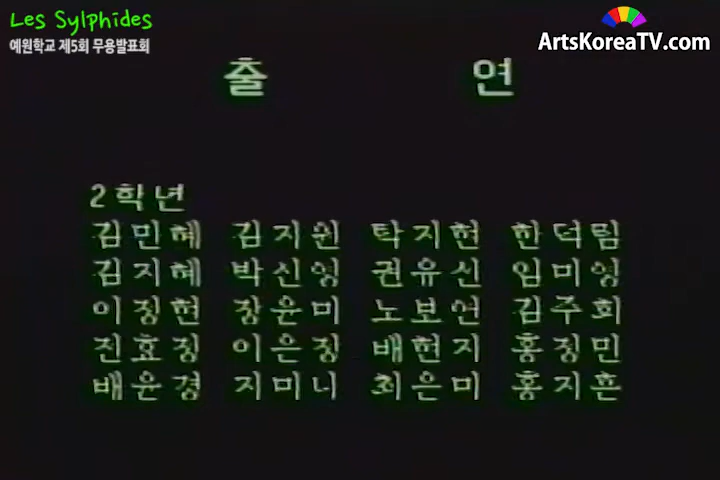 Les Sylphides
예원학교 제5회 무용발표회
ArtsKoreaTV.com
출 연
2학년
김민혜 김지원 탁지현 한덕림
김지혜 박신영 권유신 임미영
이정현 장윤미 노보연 김주희
진효정 이은정 배현지 홍정민
배윤경 지미니 최은미 홍지흔